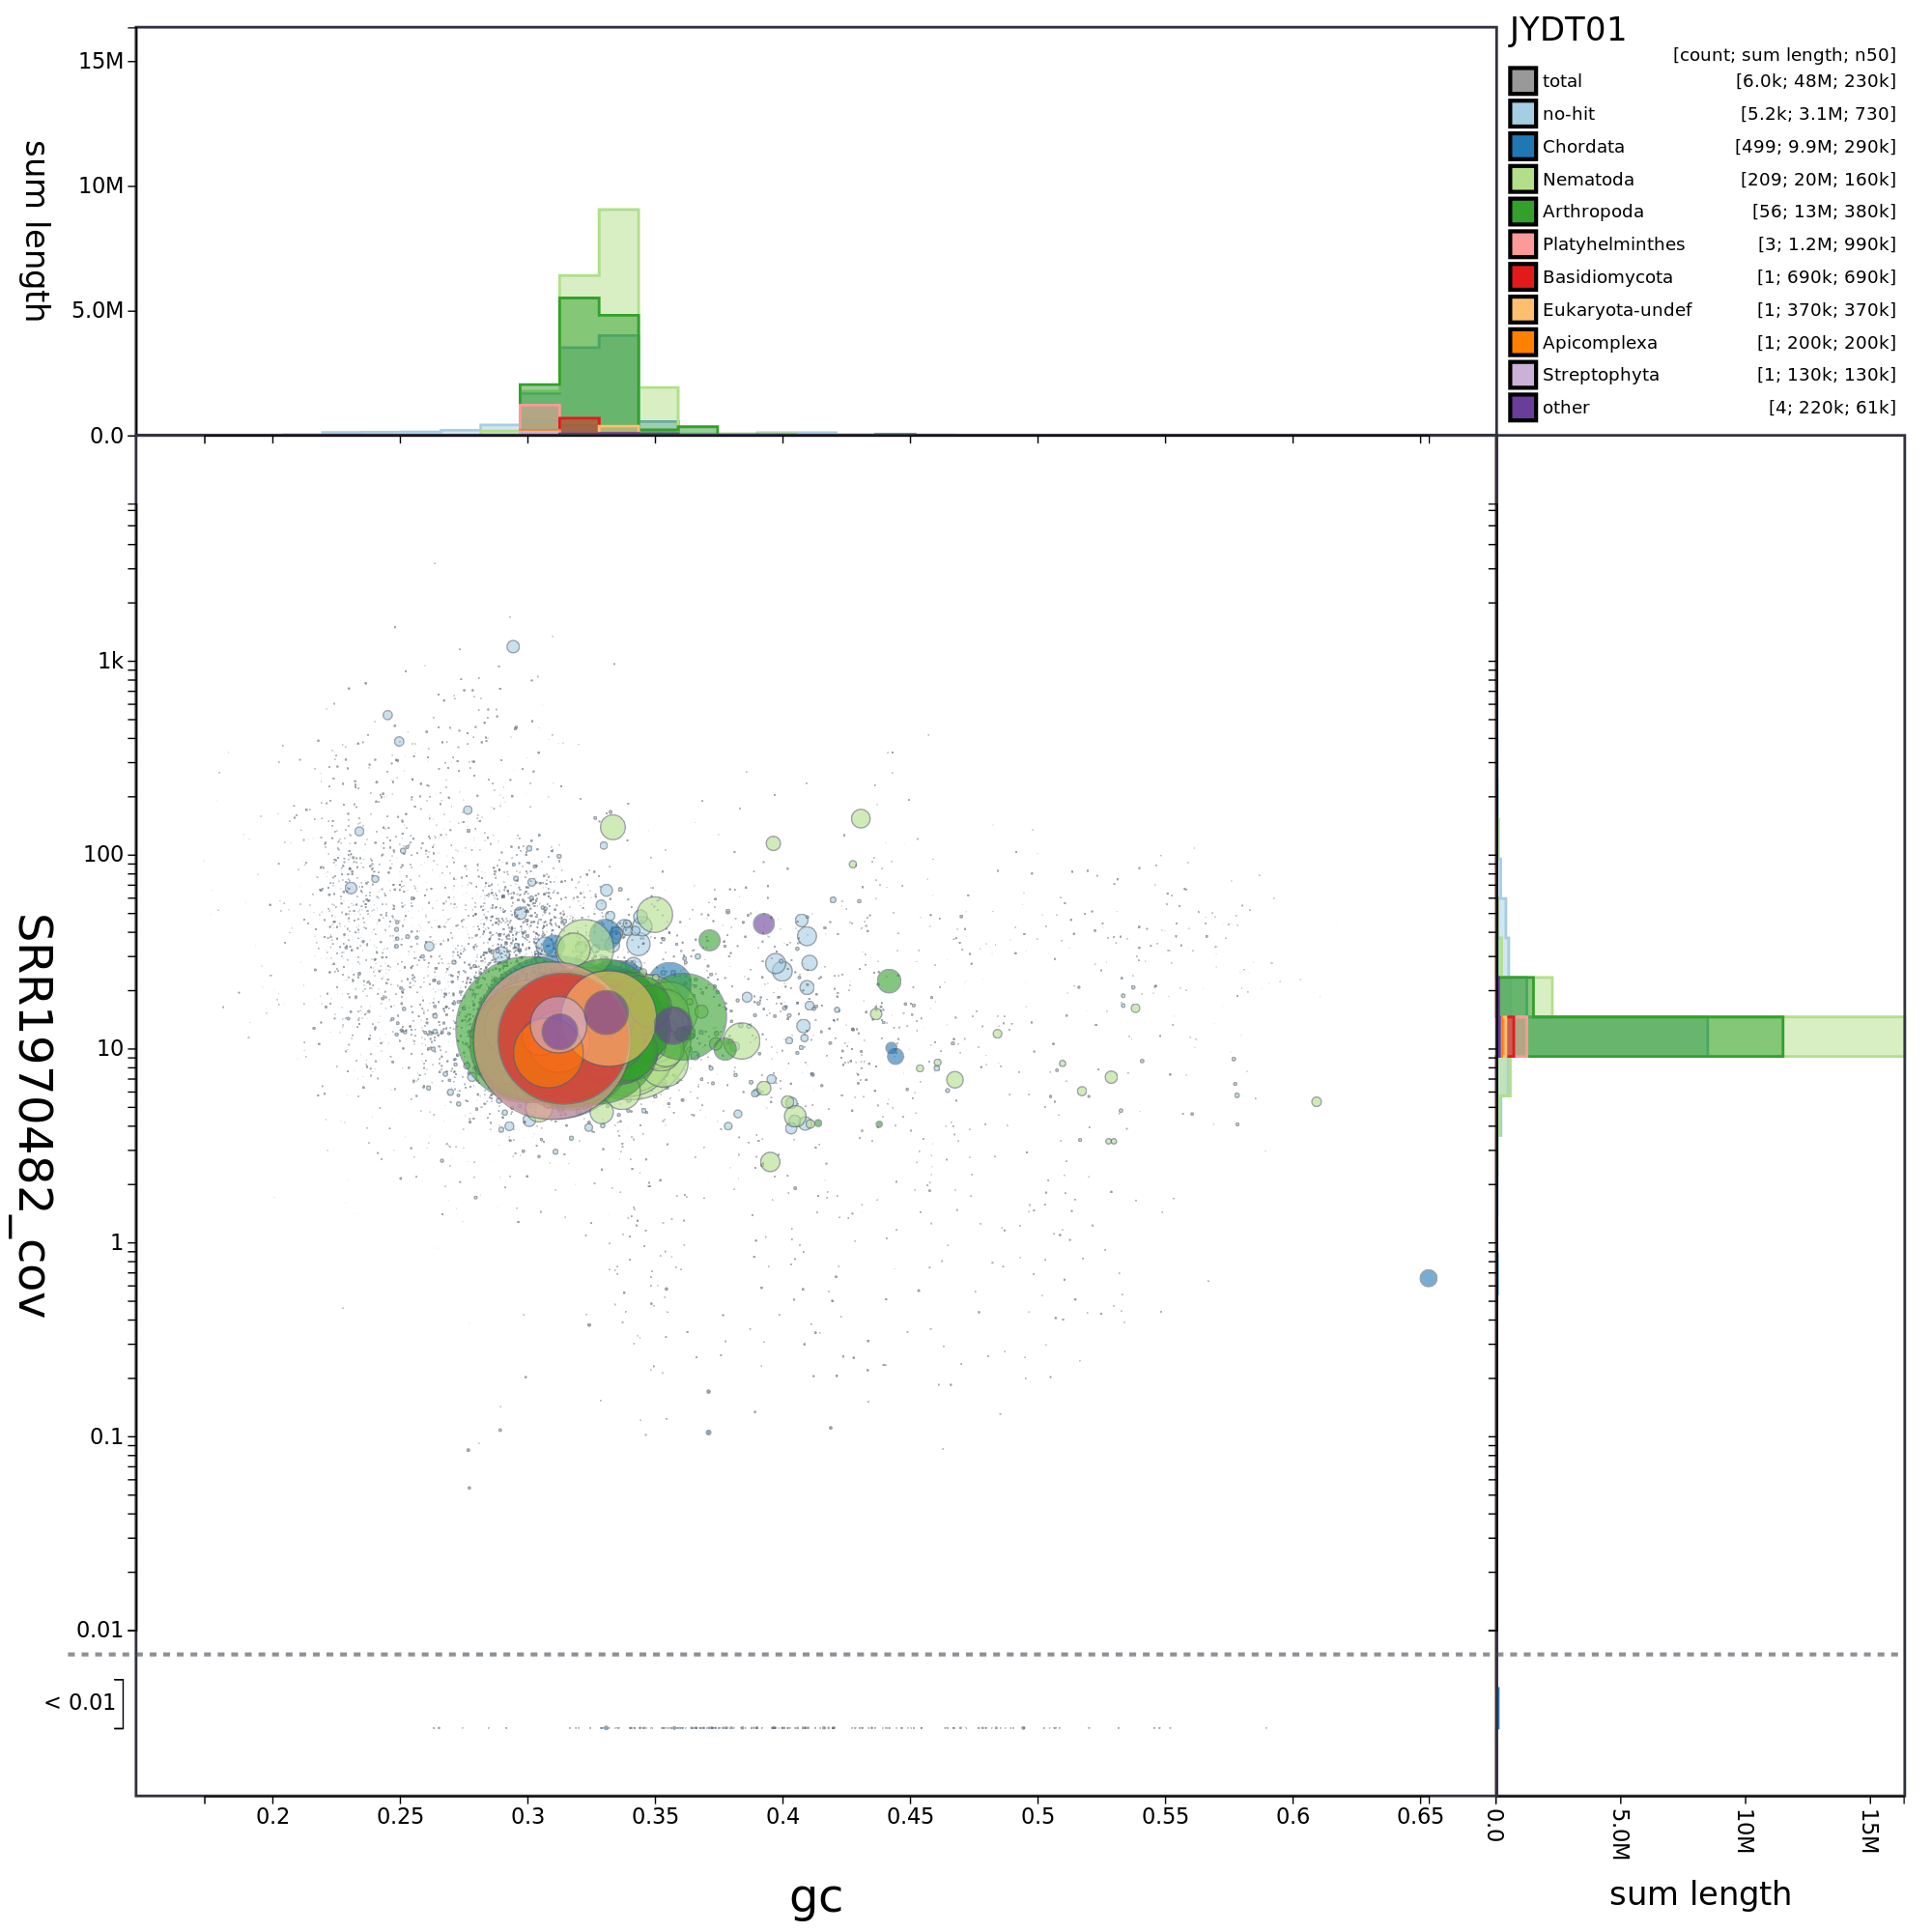 JYDT01
[count; sum length; n50]
total [6.0k; 48M; 230k]
no-hit [5.2k; 3.1M; 730]
Chordata [499; 9.9M; 290k]
Nematoda [209; 20M; 160k]
Arthropoda [56; 13M; 380k]
Platyhelminthes [3; 1.2M; 990k]
Basidiomycota [1; 690k; 690k]
Eukaryota-undef [1; 370k; 370k]
Apicomplexa [1; 200k; 200k]
Streptophyta [1; 130k; 130k]
other [4; 220k; 61k]
sum length
15M
10M
5.0M
0.0
SRR1970482_cov
1k
100
10
1
0.1
0.01
< 0.01
0.2 0.25 0.3 0.35 0.4 0.45 0.5 0.55 0.6 0.65
gc
0.0 5.0M 10M 15M
sum length